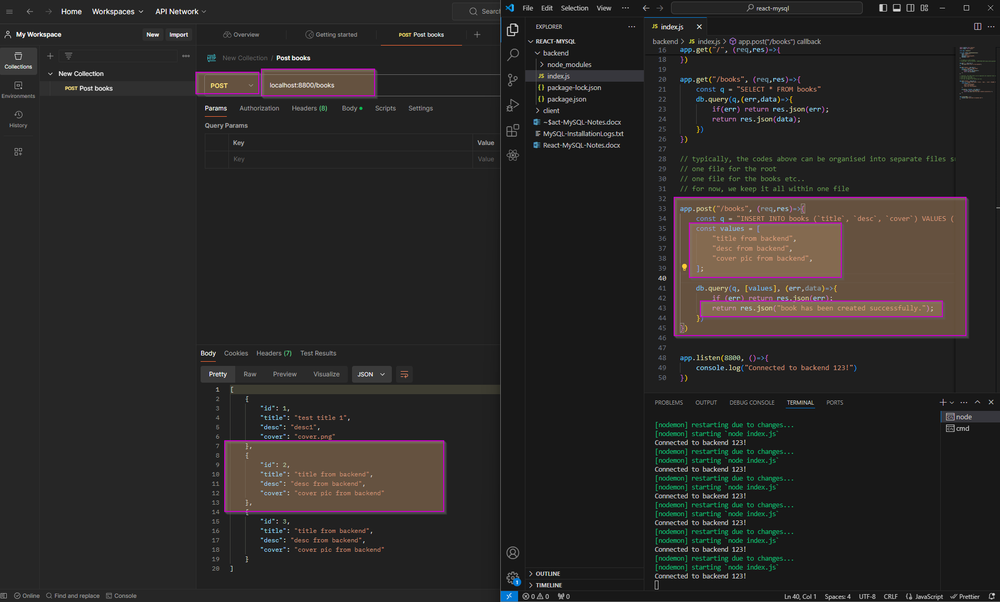 Home
Workspaces
API Network
Search
My Workspace
New
Import
Overview
Getting started
POST Post books
Collections
Environments
History
New Collection
POST Post books
HTTP
New Collection / Post books
POST
localhost:8800/books
Params
Authorization
Headers (8)
Body
Scripts
Settings
Query Params
Key
Value
Key
Value
Body
Cookies
Headers (7)
Test Results
Pretty
Raw
Preview
Visualize
JSON
1 [
2 {
3 "id": 1,
4 "title": "test title 1",
5 "desc": "desc1",
6 "cover": "cover.png"
7 },
8 {
9 "id": 2,
10 "title": "title from backend",
11 "desc": "desc from backend",
12 "cover": "cover pic from backend"
13 },
14 {
15 "id": 3,
16 "title": "title from backend",
17 "desc": "desc from backend",
18 "cover": "cover pic from backend"
19 }
20 ]
Online
Find and replace
Console
File
Edit
Selection
View
react-mysql
EXPLORER
REACT-MYSQL
backend
node_modules
JS index.js
{} package-lock.json
{} package.json
client
~$act-MySQL-Notes.docx
MySQL-InstallationLogs.txt
React-MySQL-Notes.docx
OUTLINE
TIMELINE
JS index.js
backend > JS index.js > app.post("/books") callback
16 app.get("/", (req,res)=>{
18 })
19
20 app.get("/books", (req,res)=>{
21 const q = "SELECT * FROM books"
22 db.query(q,(err,data)=>{
23 if(err) return res.json(err);
24 return res.json(data);
25 })
26 })
27
28 // typically, the codes above can be organised into separate files s
29 // one file for the root
30 // one file for the books etc..
31 // for now, we keep it all within one file
32
33 app.post("/books", (req,res)=>{
34 const q = "INSERT INTO books (`title`, `desc`, `cover`) VALUES (
35 const values = [
36 "title from backend",
37 "desc from backend",
38 "cover pic from backend",
39 ];
40
41 db.query(q, [values], (err,data)=>{
42 if (err) return res.json(err);
43 return res.json("book has been created successfully.");
44 })
45 })
46
47
48 app.listen(8800, ()=>{
49 console.log("Connected to backend 123!")
50 })
PROBLEMS
OUTPUT
DEBUG CONSOLE
TERMINAL
PORTS
node
cmd
[nodemon] restarting due to changes...
[nodemon] starting `node index.js`
Connected to backend 123!
[nodemon] restarting due to changes...
[nodemon] starting `node index.js`
Connected to backend 123!
[nodemon] restarting due to changes...
[nodemon] starting `node index.js`
Connected to backend 123!
[nodemon] restarting due to changes...
[nodemon] starting `node index.js`
Connected to backend 123!
[nodemon] restarting due to changes...
[nodemon] starting `node index.js`
Connected to backend 123!
[nodemon] restarting due to changes...
[nodemon] starting `node index.js`
Connected to backend 123!
1
0
0
0
Ln 40, Col 1
Spaces: 4
UTF-8
CRLF
{} JavaScript
Prettier